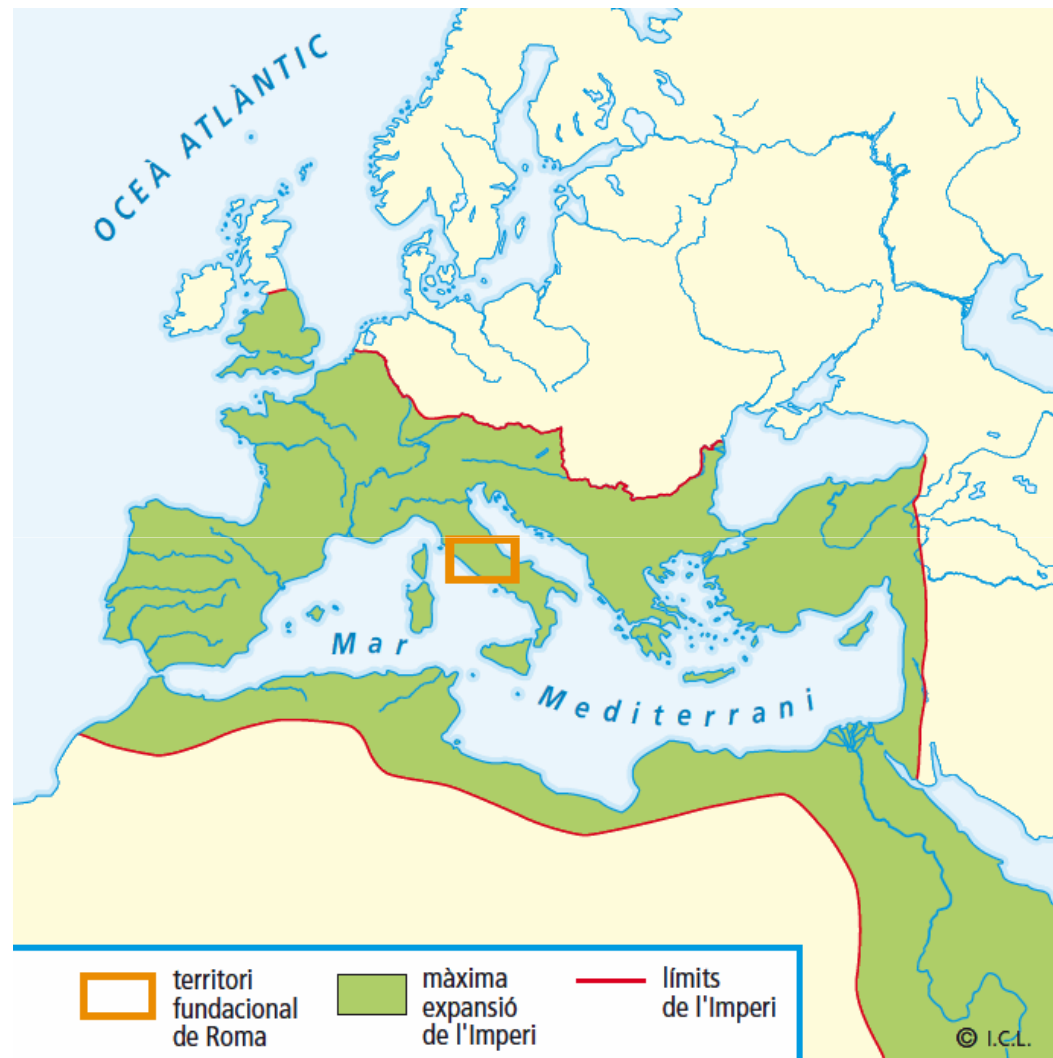 OCEÀ ATLÀNTIC
Mar
Mediterrani
territori
fundacional
de Roma
màxima
expansió
de l'Imperi
límits
de l'Imperi
© I.C.L.